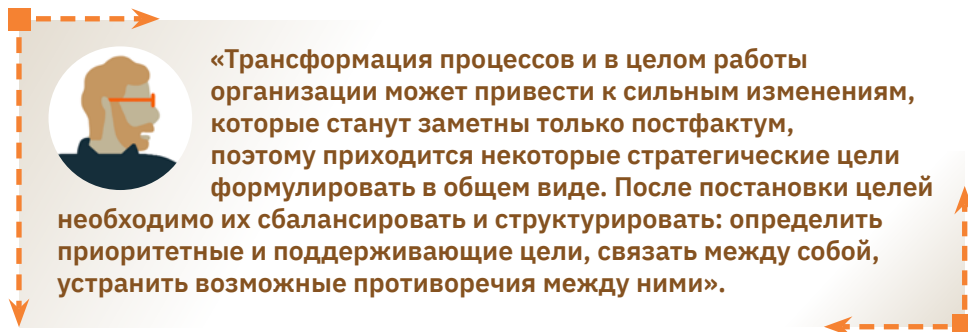 «Трансформация процессов и в целом работы
организации может привести к сильным изменениям,
которые станут заметны только постфактум,
поэтому приходится некоторые стратегические цели
формулировать в общем виде. После постановки целей
необходимо их сбалансировать и структурировать: определить
приоритетные и поддерживающие цели, связать между собой,
устранить возможные противоречия между ними».